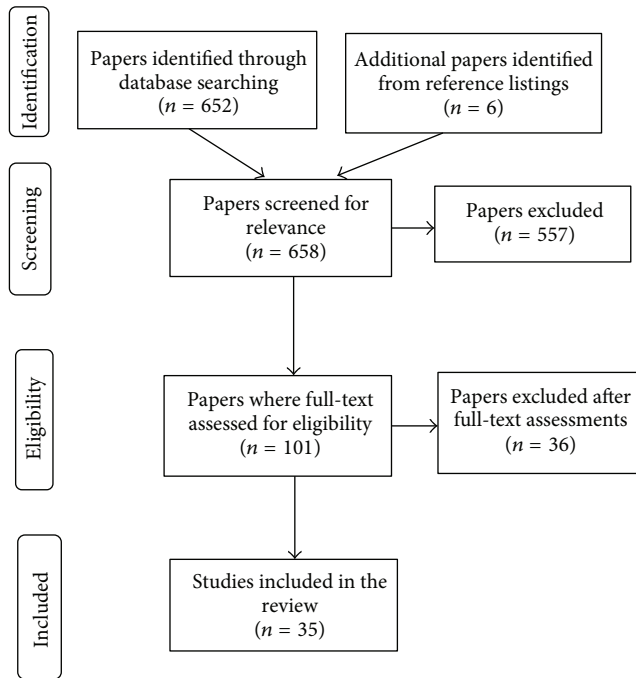 Identification
Papers identified through
database searching
(n = 652)
Additional papers identified
from reference listings
(n = 6)
Screening
Papers screened for
relevance
(n = 658)
Papers excluded
(n = 557)
Eligibility
Papers where full-text
assessed for eligibility
(n = 101)
Papers excluded after
full-text assessments
(n = 36)
Included
Studies included in the
review
(n = 35)